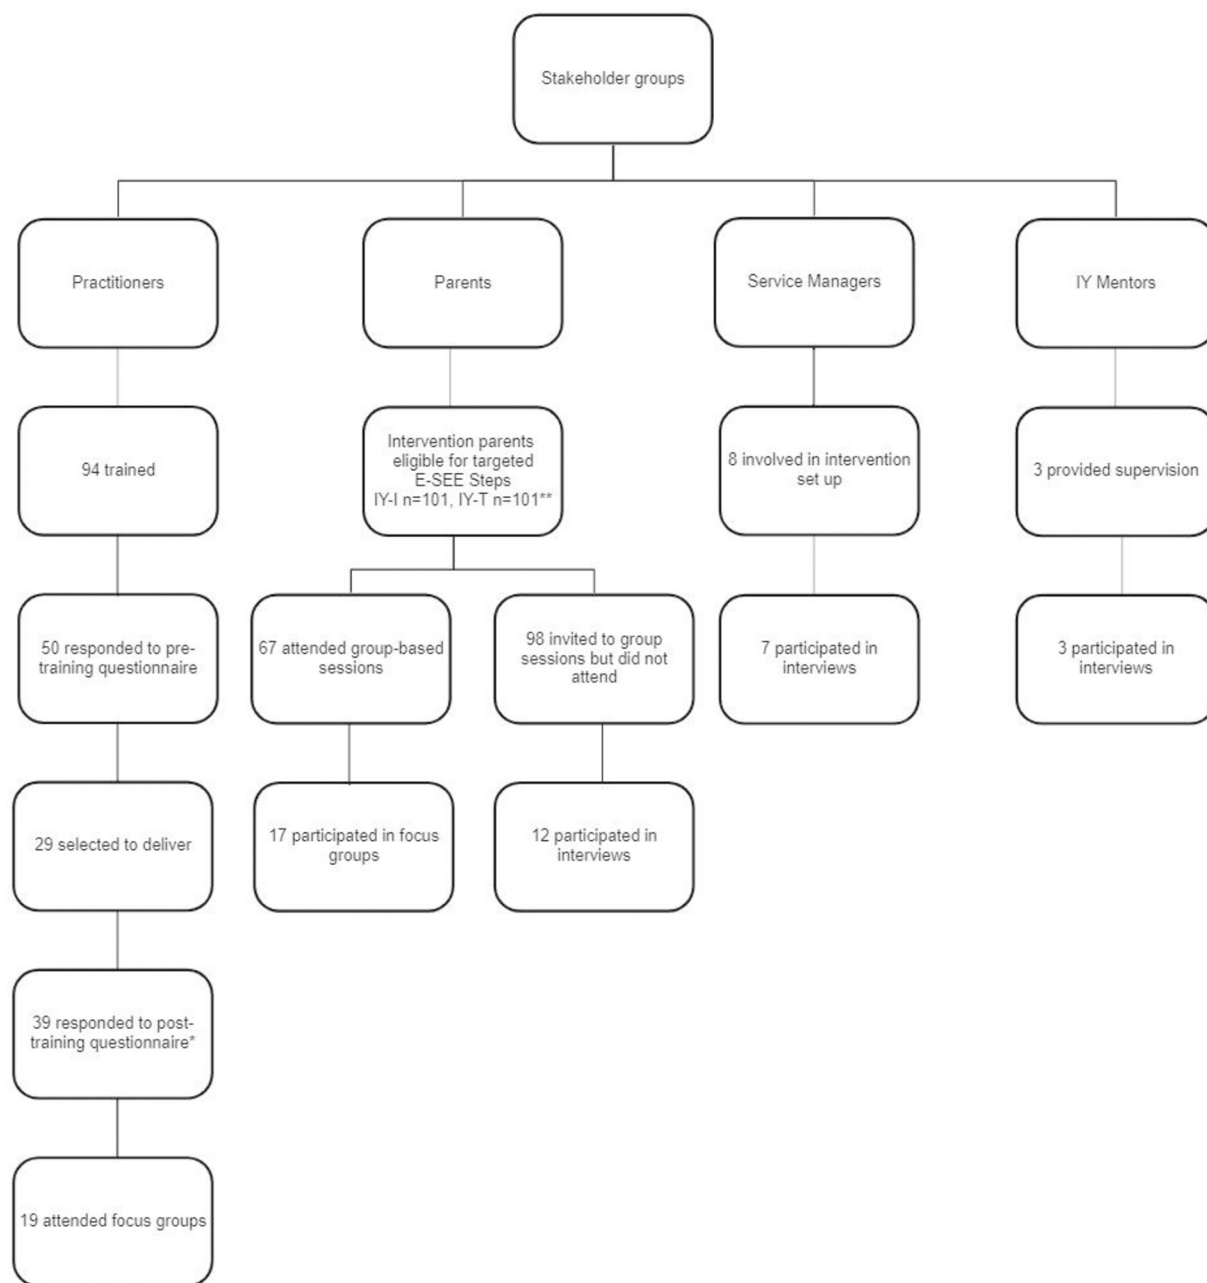 Stakeholder groups
Practitioners
Parents
Service Managers
IY Mentors
94 trained
Intervention parents
eligible for targeted
E-SEE Steps
IY-I n=101, IY-T n=101**
8 involved in intervention
set up
3 provided supervision
50 responded to pre-
training questionnaire
67 attended group-based
sessions
98 invited to group
sessions but did not
attend
7 participated in
interviews
3 participated in
interviews
29 selected to deliver
17 participated in focus
groups
12 participated in
interviews
39 responded to post-
training questionnaire*
19 attended focus groups